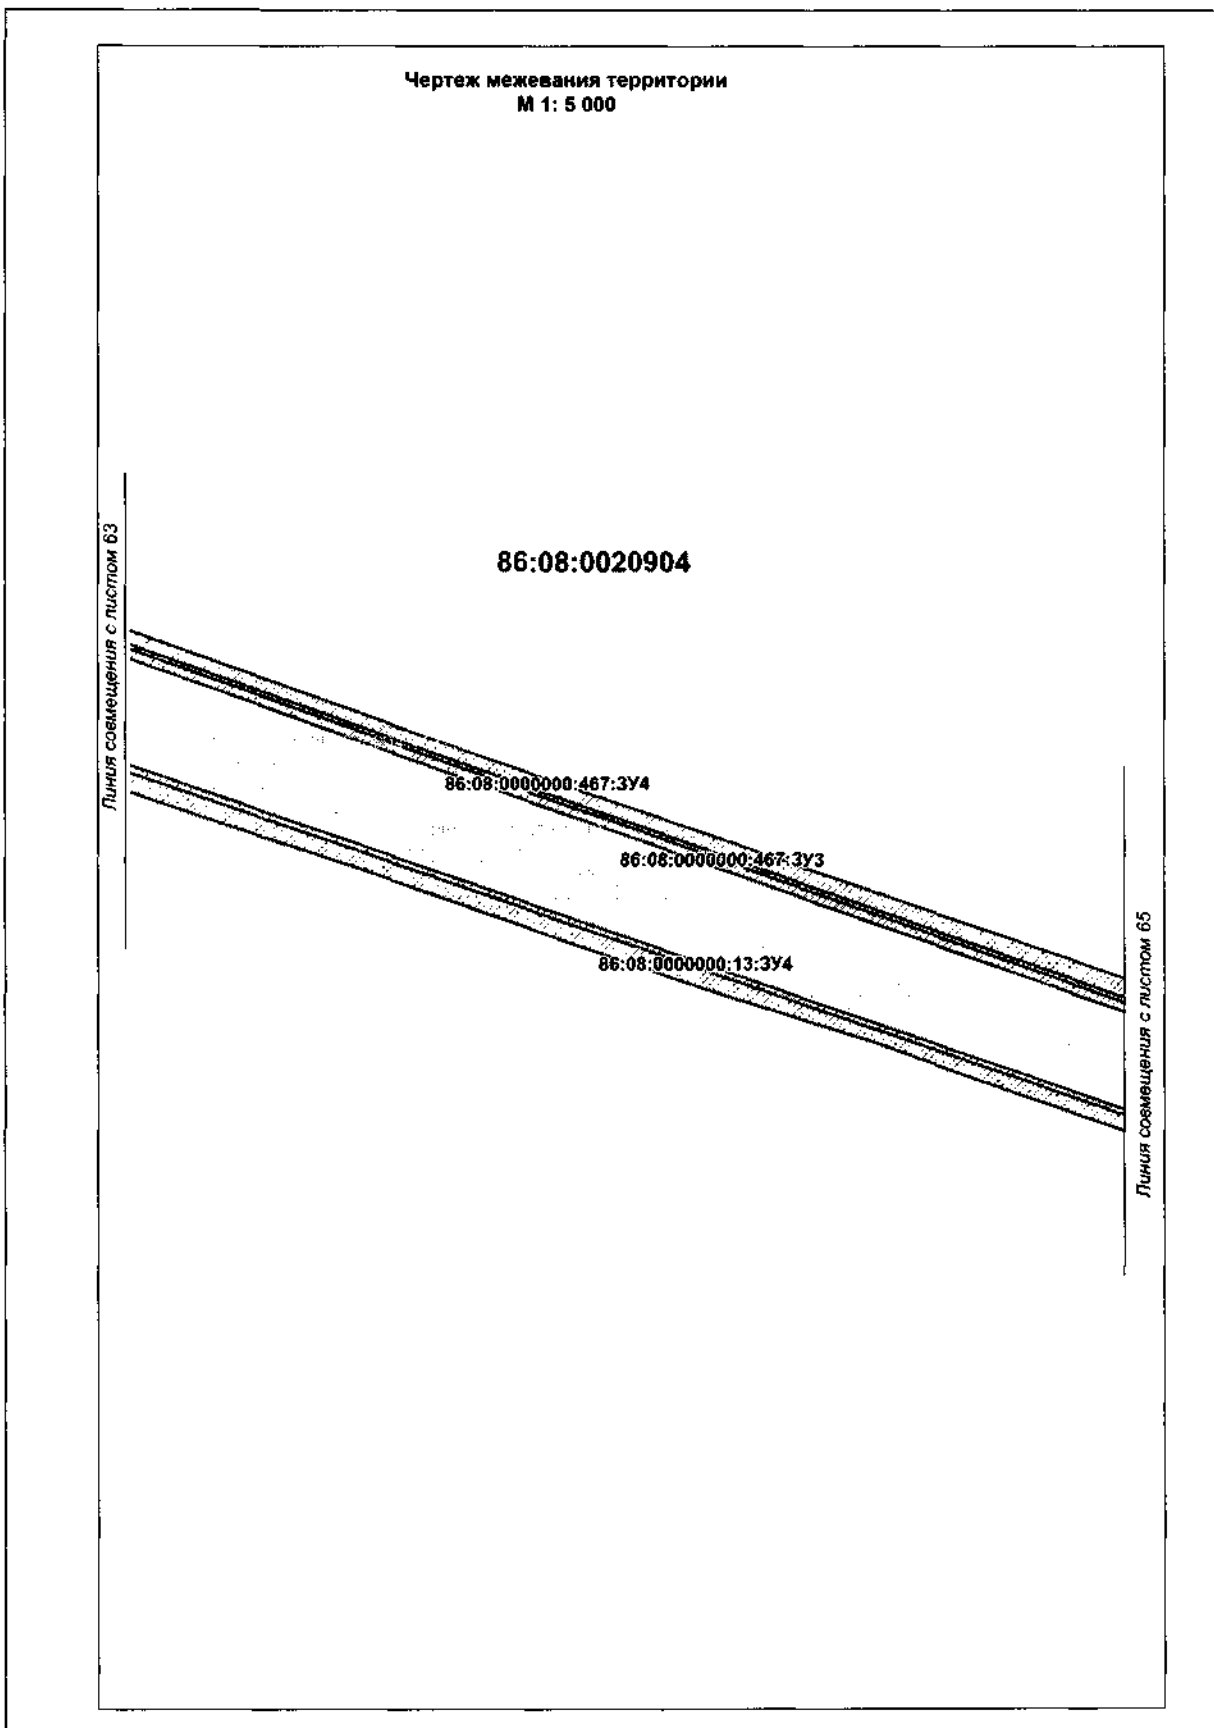 Чертеж межевания территории
М 1: 5 000
Линия совмещения с листом 63
86:08:0020904
86:08:0000000:467:ЗУ4
86:08:0000000:467:ЗУ3
86:08:0000000:13:ЗУ4
Линия совмещения с листом 65